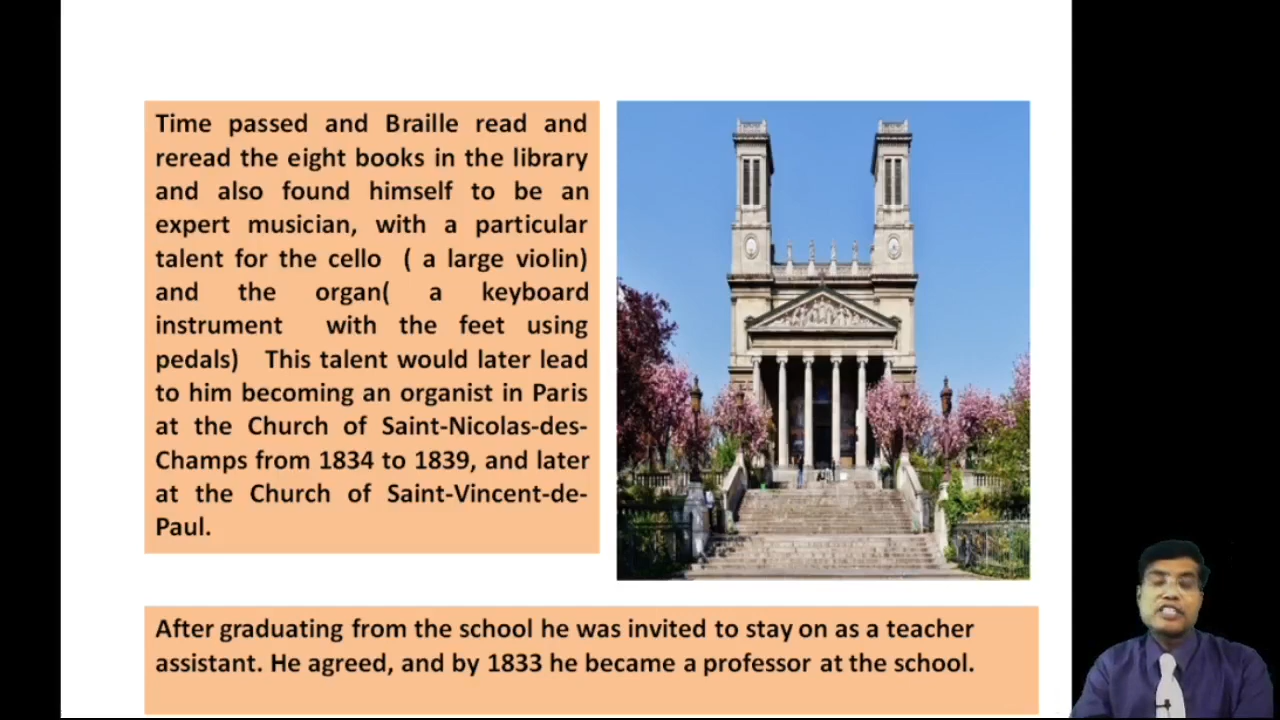 Time passed and Braille read and
reread the eight books in the library
and also found himself to be an
expert musician, with a particular
talent for the cello ( a large violin)
and the organ( a keyboard
instrument with the feet using
pedals) This talent would later lead
to him becoming an organist in Paris
at the Church of Saint-Nicolas-des-
Champs from 1834 to 1839, and later
at the Church of Saint-Vincent-de-
Paul.
After graduating from the school he was invited to stay on as a teacher
assistant. He agreed, and by 1833 he became a professor at the school.